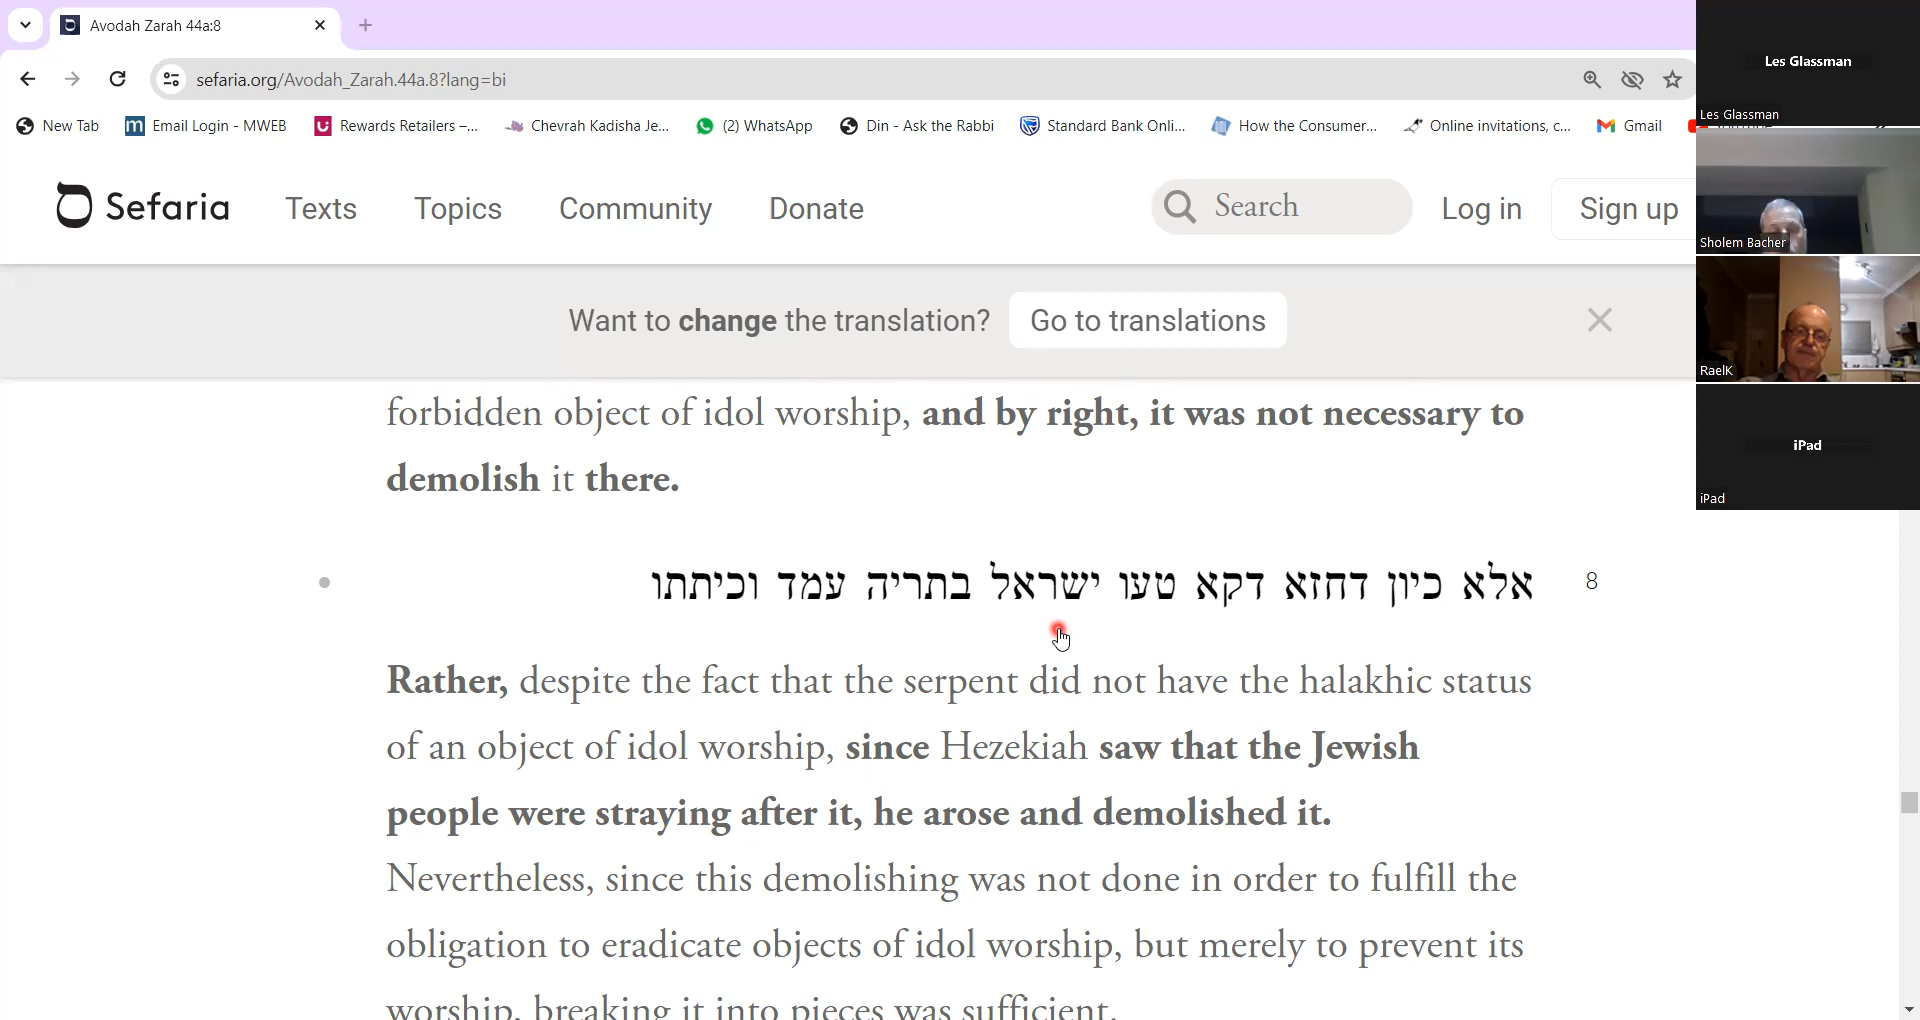 Avodah Zarah 44a:8
sefaria.org/Avodah_Zarah.44a.8?lang=bi
New Tab
Email Login - MWEB
Rewards Retailers –...
Chevrah Kadisha Je...
(2) WhatsApp
Din - Ask the Rabbi
Standard Bank Onli...
How the Consumer...
Online invitations, c...
Gmail
Sefaria
Texts
Topics
Community
Donate
Search
Log in
Sign up
Want to change the translation?
Go to translations
forbidden object of idol worship, and by right, it was not necessary to
demolish it there.
אלא כיון דחזא דקא טעו ישראל בתריה עמד וכיתתו
8
Rather, despite the fact that the serpent did not have the halakhic status
of an object of idol worship, since Hezekiah saw that the Jewish
people were straying after it, he arose and demolished it.
Nevertheless, since this demolishing was not done in order to fulfill the
obligation to eradicate objects of idol worship, but merely to prevent its
worship, breaking it into pieces was sufficient.
Les Glassman
Les Glassman
Sholem Bacher
RaelK
iPad
iPad